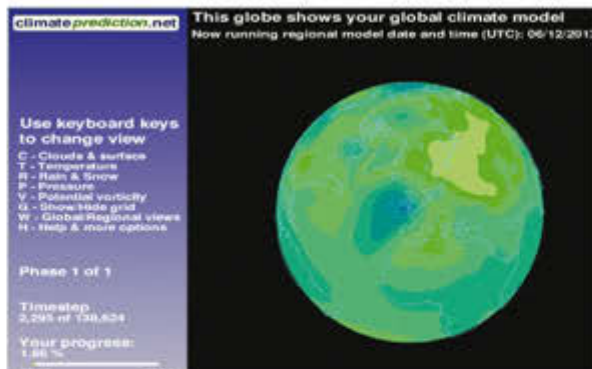 climateprediction.net
This globe shows your global climate model
Now running regional model date and time (UTC): 06/12/201
Use keyboard keys
to change view
C - Clouds & surface
T - Temperature
R - Rain & Snow
P - Pressure
V - Potential vorticity
G - Show/Hide grid
W - Global/Regional views
H - Help & more options
Phase 1 of 1
Timestep
2,295 of 138,624
Your progress:
1.66 %